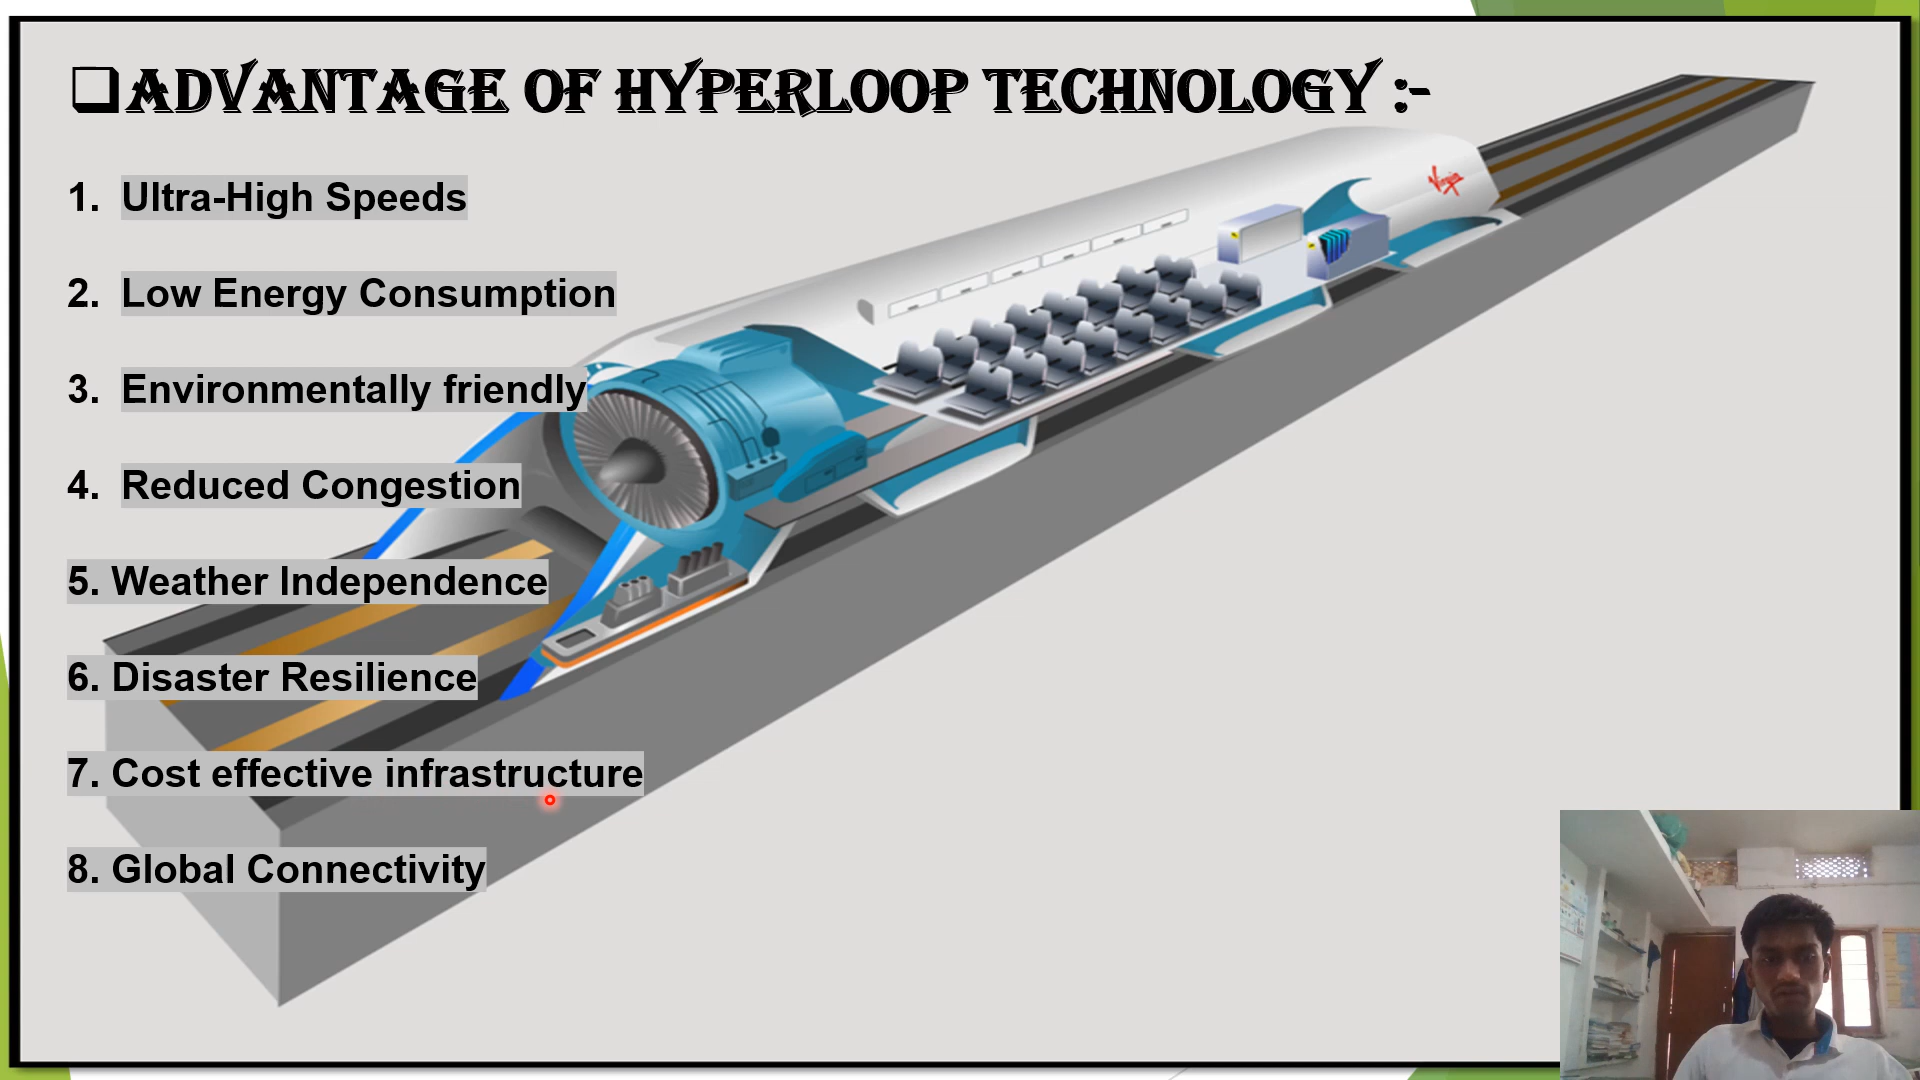 ❑ADVANTAGE OF HYPERLOOP TECHNOLOGY :-
1. Ultra-High Speeds
Virgin
2. Low Energy Consumption
3. Environmentally friendly
4. Reduced Congestion
5. Weather Independence
6. Disaster Resilience
7. Cost effective infrastructure
8. Global Connectivity